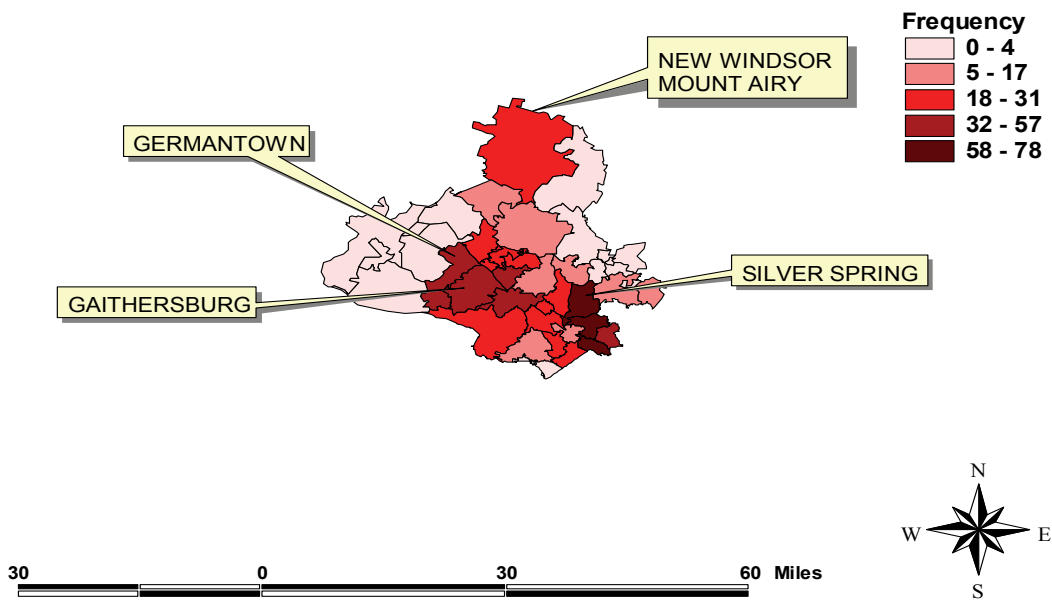 Frequency
0 - 4
5 - 17
18 - 31
32 - 57
58 - 78
NEW WINDSOR
MOUNT AIRY
GERMANTOWN
SILVER SPRING
GAITHERSBURG
N
W E
S
30 0 30 60 Miles